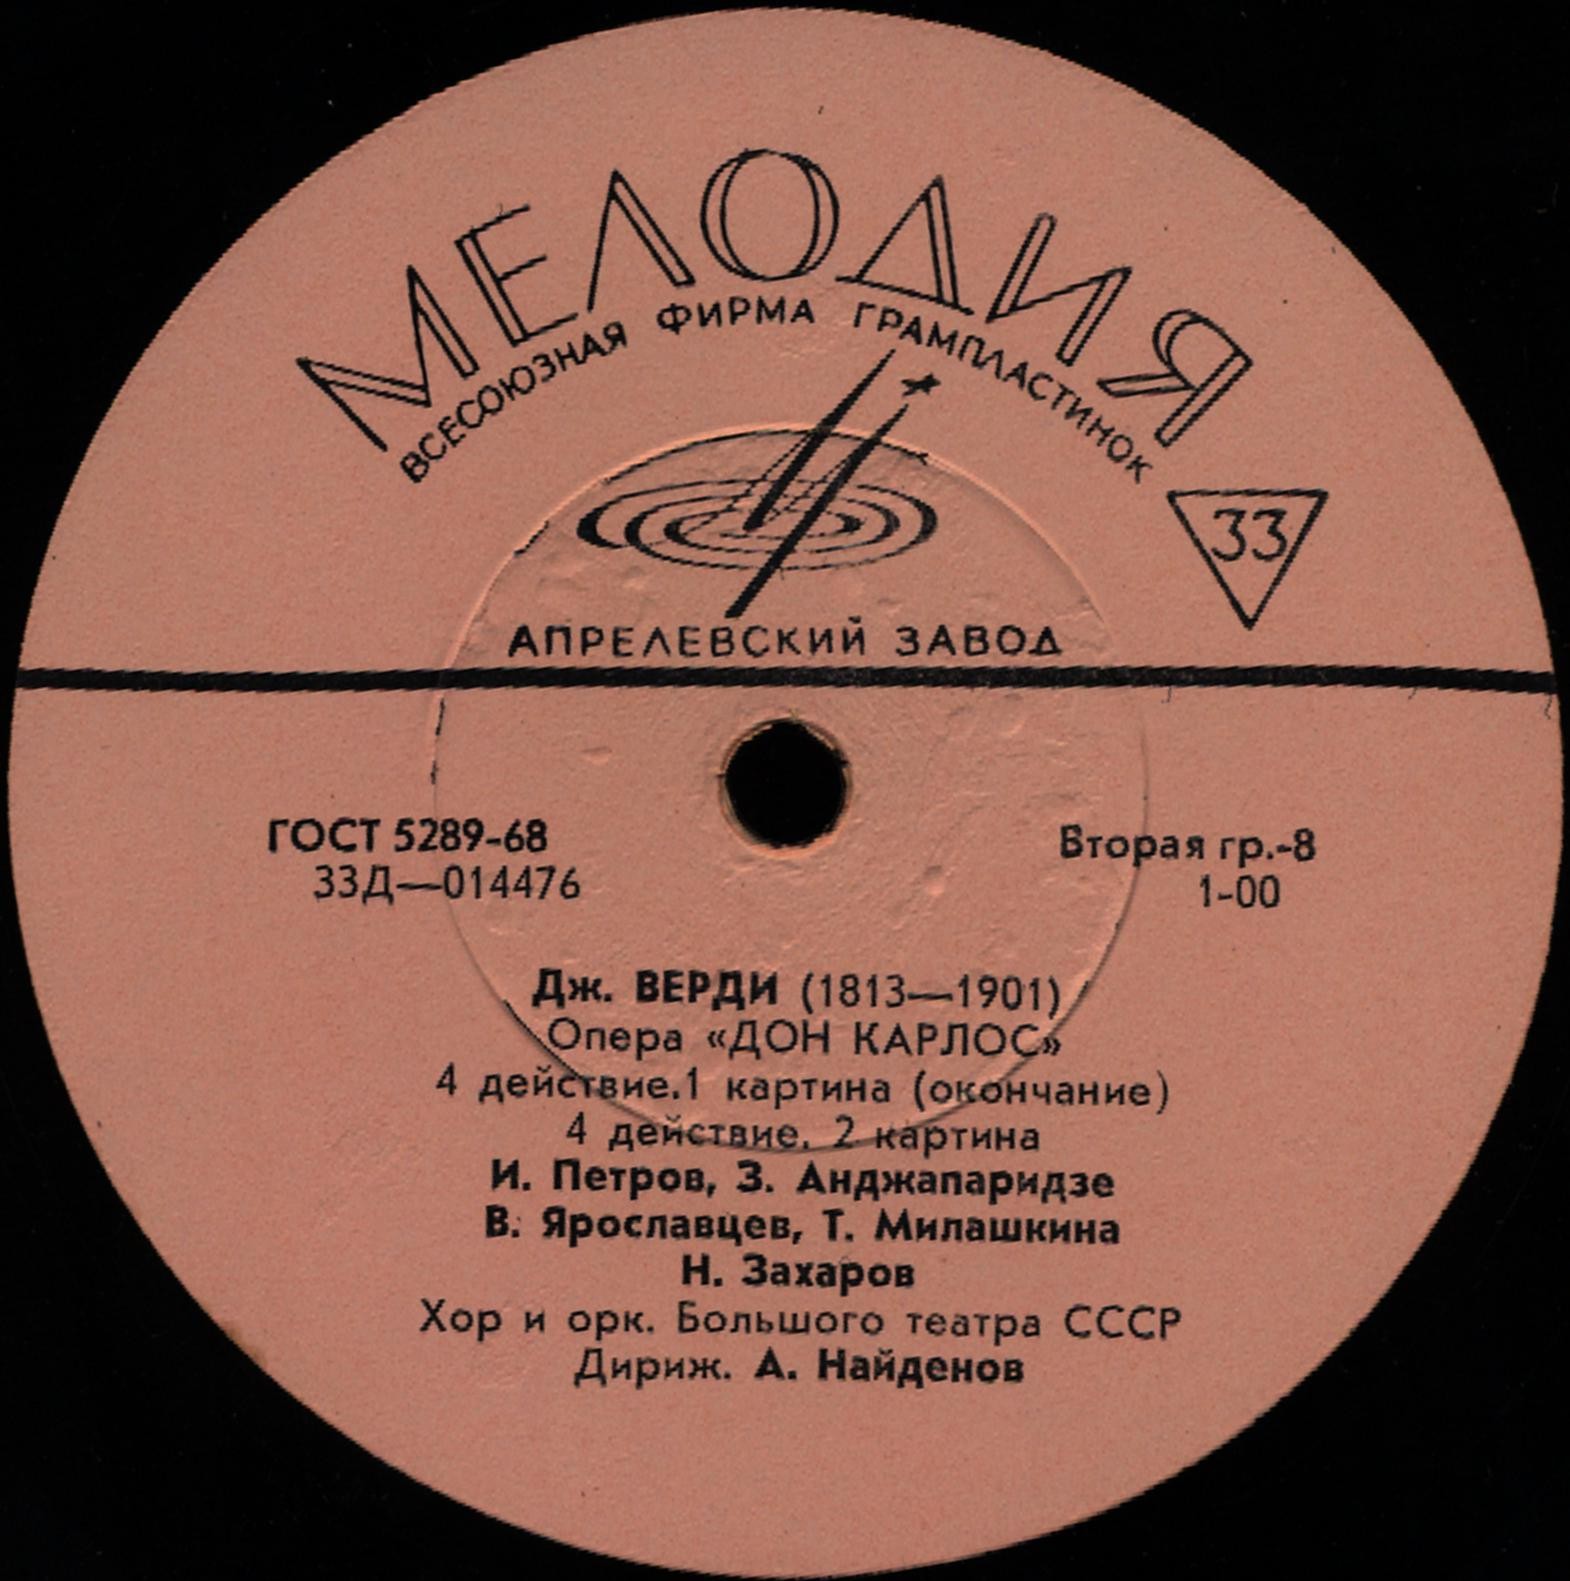 МЕЛОДИЯ
ВСЕСОЮЗНАЯ ФИРМА ГРАМПЛАСТИНОК
33
АПРЕЛЕВСКИЙ ЗАВОД
ГОСТ 5289-68
33Д—014476
Вторая гр.-8
1-00
Дж. ВЕРДИ (1813—1901)
Опера «ДОН КАРЛОС»
4 действие.1 картина (окончание)
4 действие. 2 картина
И. Петров, З. Анджапаридзе
В. Ярославцев, Т. Милашкина
Н. Захаров
Хор и орк. Большого театра СССР
Дириж. А. Найденов